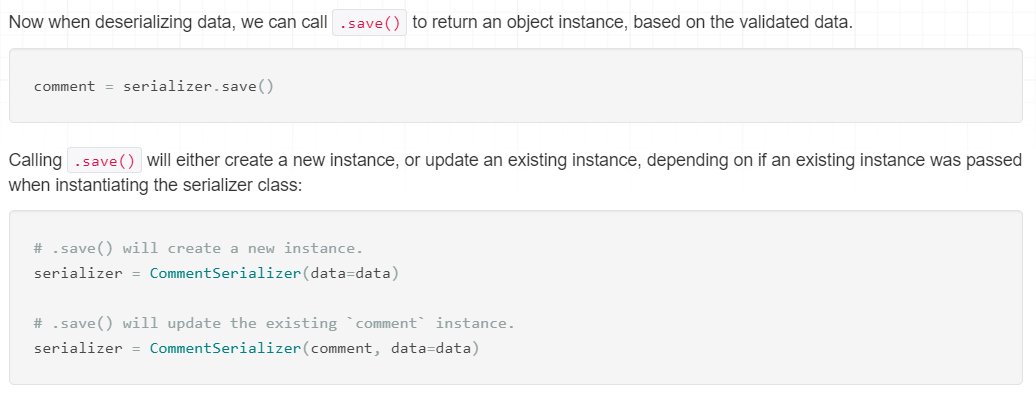 Now when deserializing data, we can call .save() to return an object instance, based on the validated data.
comment = serializer.save()
Calling .save() will either create a new instance, or update an existing instance, depending on if an existing instance was passed
when instantiating the serializer class:
# .save() will create a new instance.
serializer = CommentSerializer(data=data)
# .save() will update the existing `comment` instance.
serializer = CommentSerializer(comment, data=data)